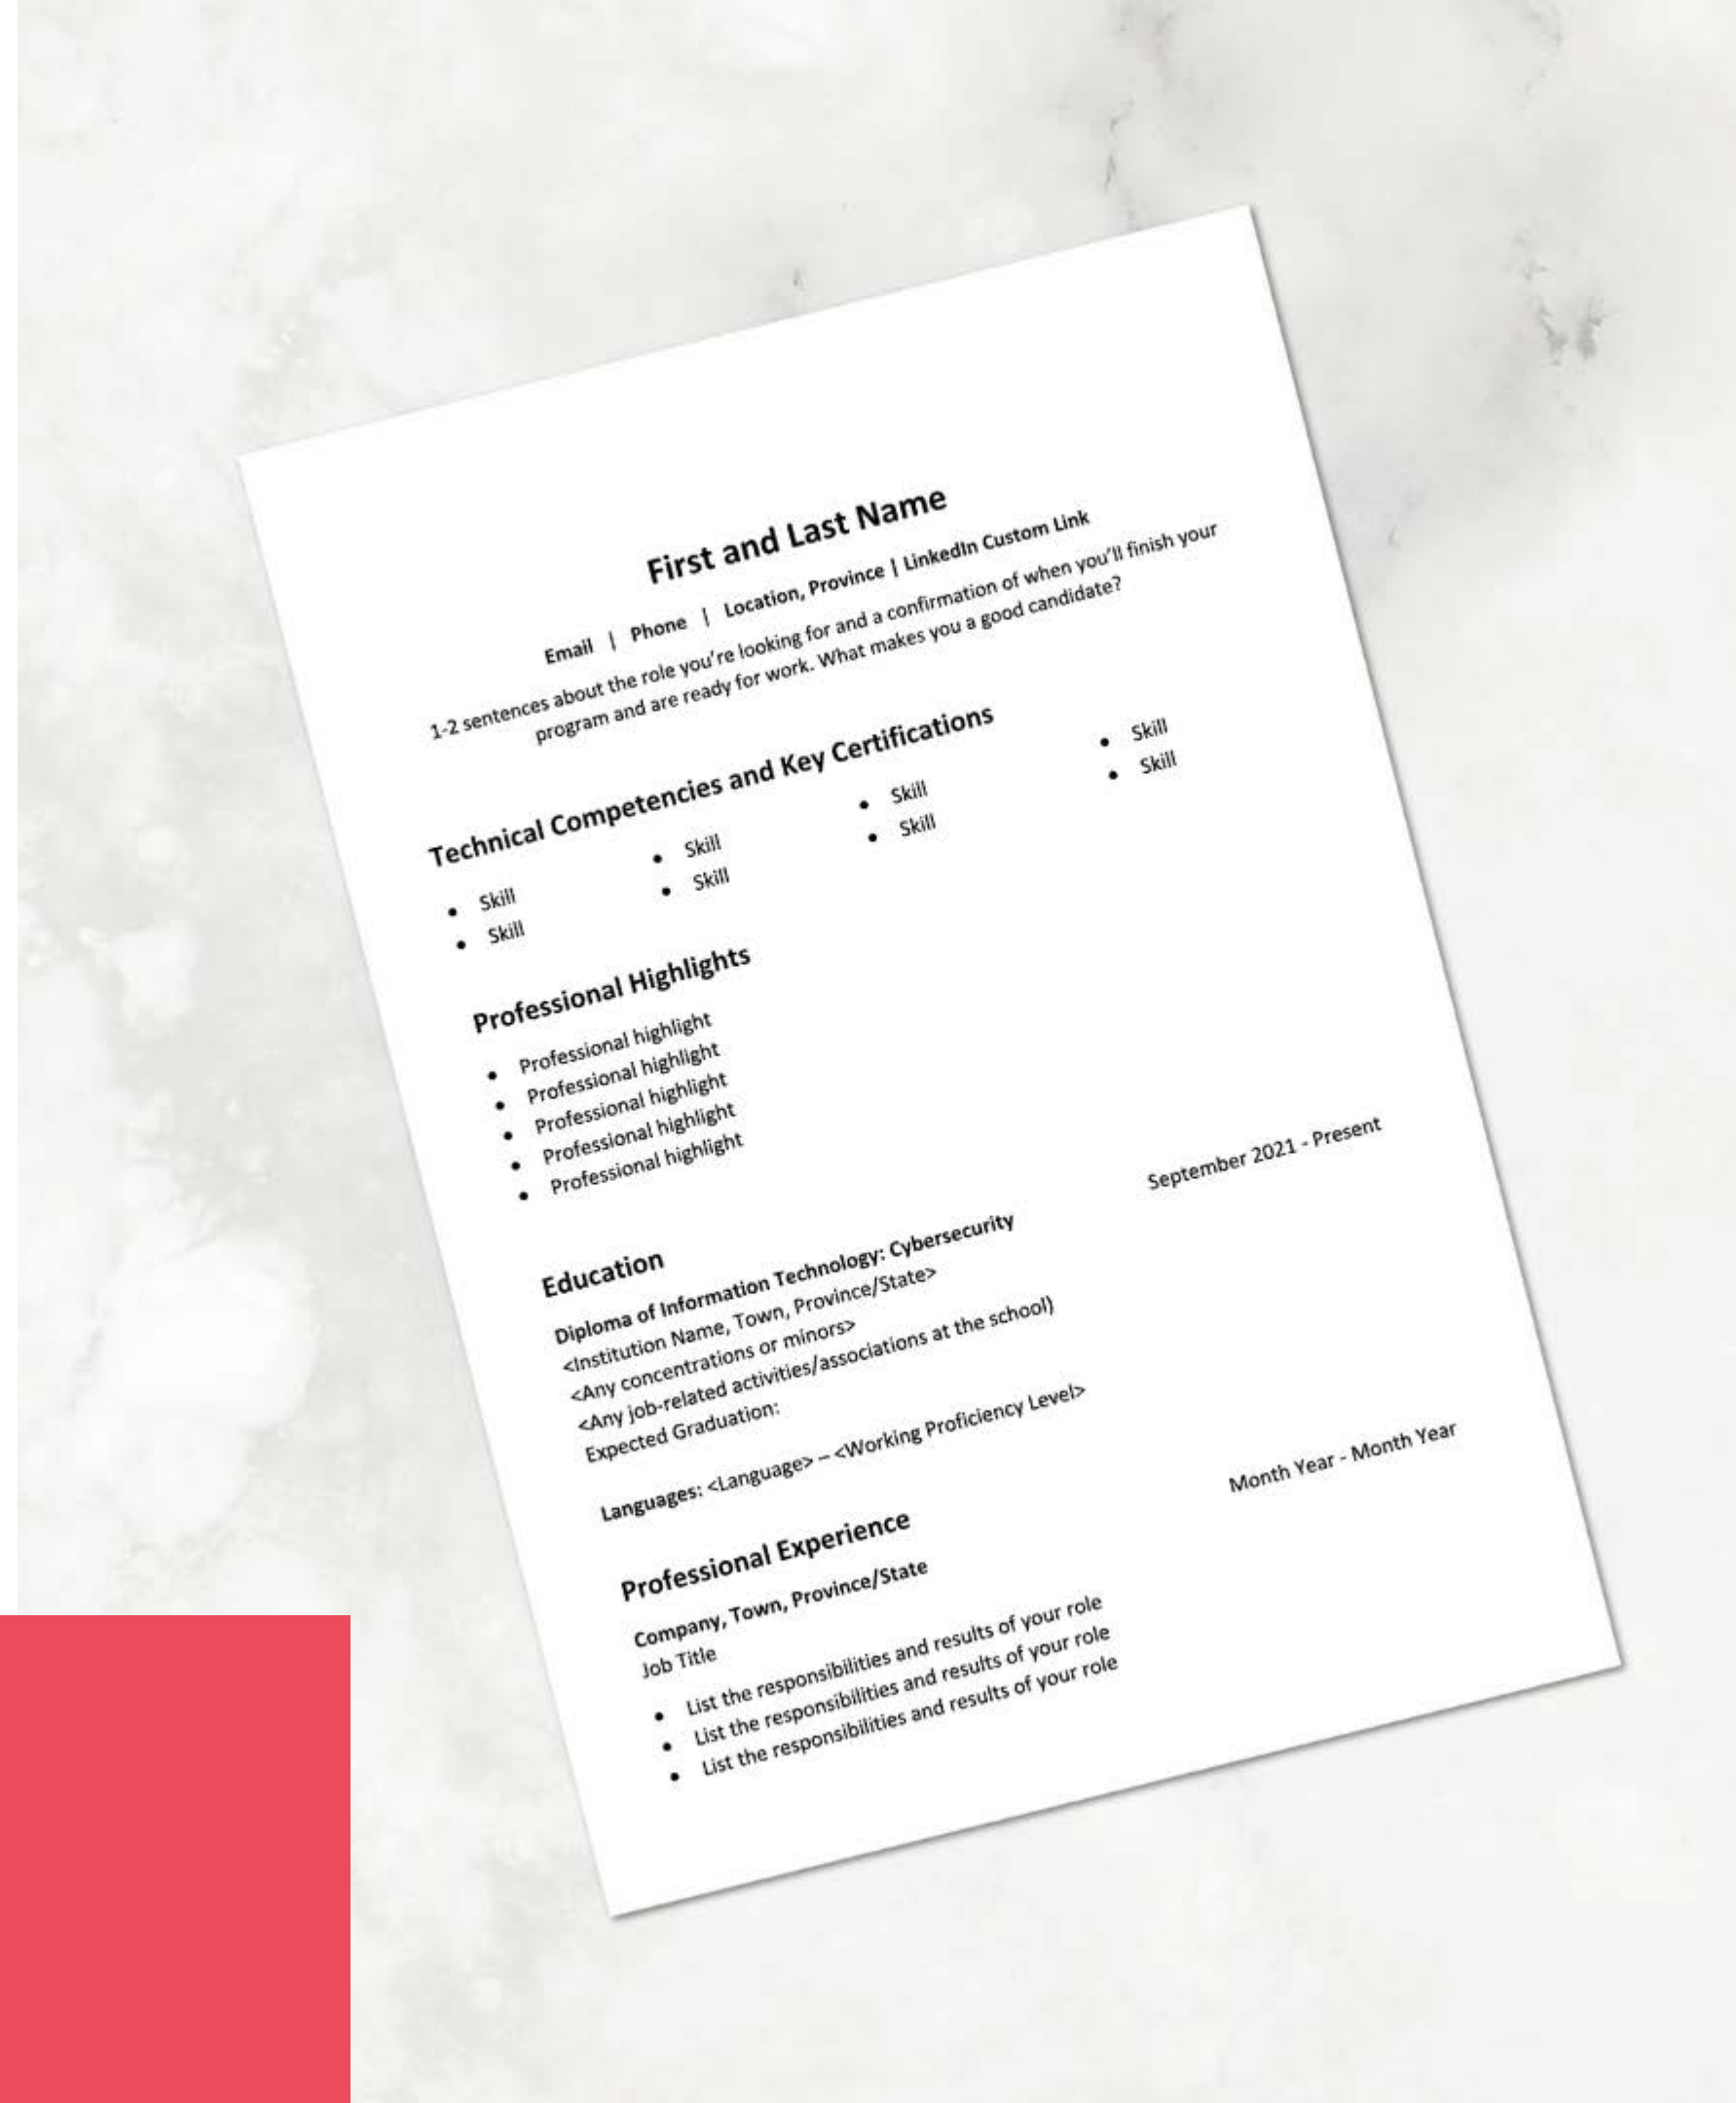 First and Last Name
Email | Phone | Location, Province | LinkedIn Custom Link
1-2 sentences about the role you're looking for and a confirmation of when you'll finish your
program and are ready for work. What makes you a good candidate?
Technical Competencies and Key Certifications
• Skill • Skill • Skill • Skill
• Skill • Skill • Skill • Skill
Professional Highlights
• Professional highlight
• Professional highlight
• Professional highlight
• Professional highlight
• Professional highlight
Education
Diploma of Information Technology: Cybersecurity September 2021 - Present
<Institution Name, Town, Province/State>
<Any concentrations or minors>
<Any job-related activities/associations at the school)
Expected Graduation:
Languages: <Language> – <Working Proficiency Level>
Professional Experience
Company, Town, Province/State Month Year - Month Year
Job Title
• List the responsibilities and results of your role
• List the responsibilities and results of your role
• List the responsibilities and results of your role